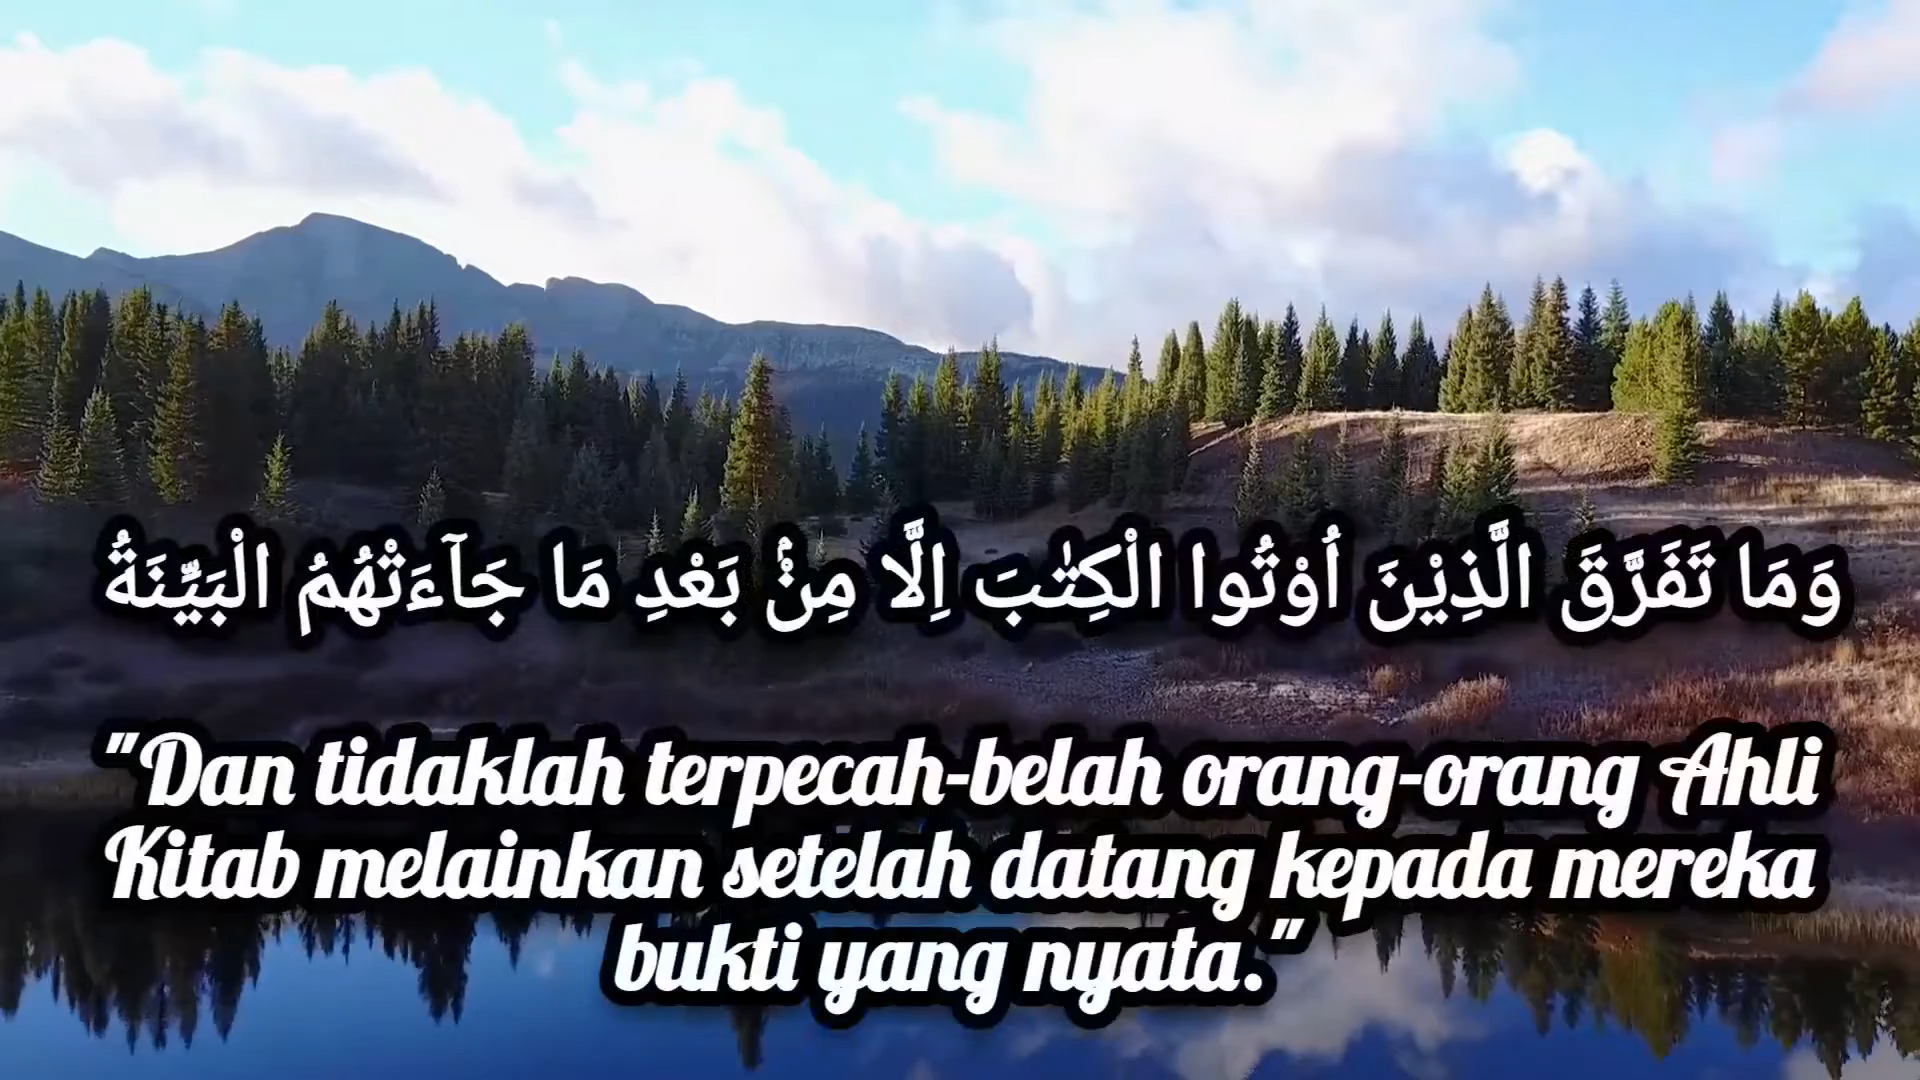 وَمَا تَفَرَّقَ الَّذِيْنَ اُوْتُوا الْكِتٰبَ اِلَّا مِنْۢ بَعْدِ مَا جَاۤءَتْهُمُ الْبَيِّنَةُ
"Dan tidaklah terpecah-belah orang-orang Ahli
Kitab melainkan setelah datang kepada mereka
bukti yang nyata."